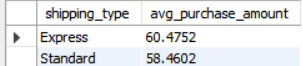 shipping_type avg_purchase_amount
Express 60.4752
Standard 58.4602